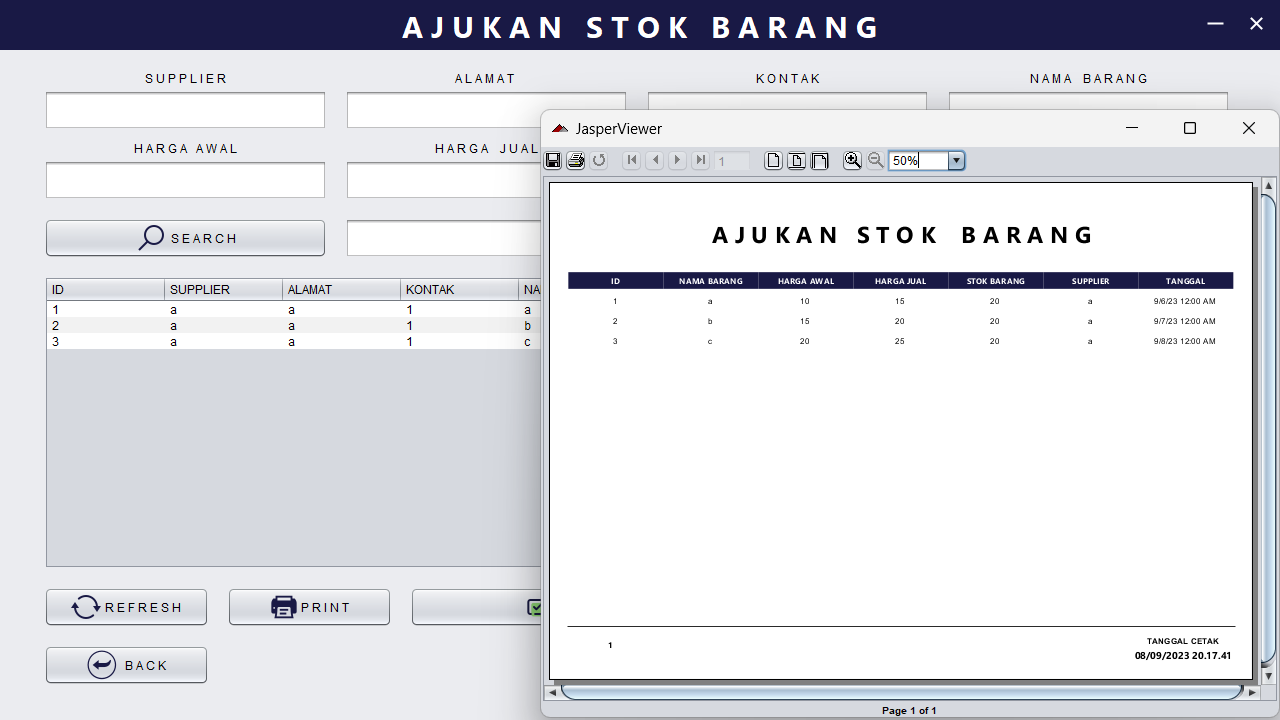 AJUKAN STOK BARANG
SUPPLIER ALAMAT KONTAK NAMA BARANG
HARGA AWAL HARGA JUAL
SEARCH
ID SUPPLIER ALAMAT KONTAK NA
1 a a 1 a
2 a a 1 b
3 a a 1 c
REFRESH PRINT
BACK
JasperViewer
1 50%
AJUKAN STOK BARANG
ID NAMA BARANG HARGA AWAL HARGA JUAL STOK BARANG SUPPLIER TANGGAL
1 a 10 15 20 a 9/6/23 12:00 AM
2 b 15 20 20 a 9/7/23 12:00 AM
3 c 20 25 20 a 9/8/23 12:00 AM
1 TANGGAL CETAK
08/09/2023 20.17.41
Page 1 of 1